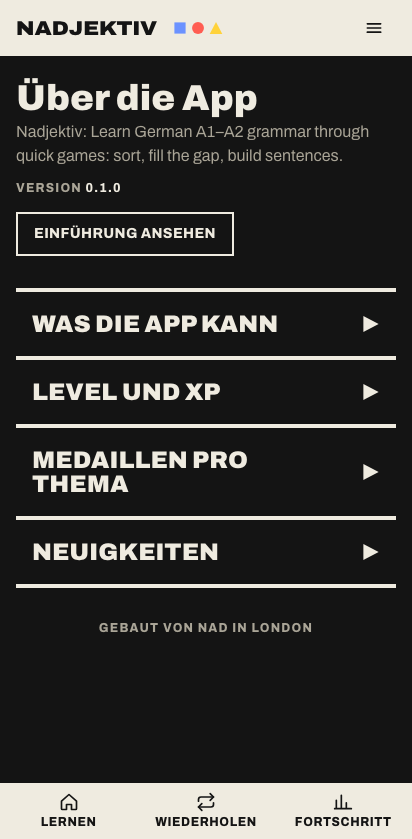 NADJEKTIV
Über die App
Nadjektiv: Learn German A1–A2 grammar through
quick games: sort, fill the gap, build sentences.
VERSION 0.1.0
EINFÜHRUNG ANSEHEN
WAS DIE APP KANN
LEVEL UND XP
MEDAILLEN PRO
THEMA
NEUIGKEITEN
GEBAUT VON NAD IN LONDON
LERNEN WIEDERHOLEN FORTSCHRITT